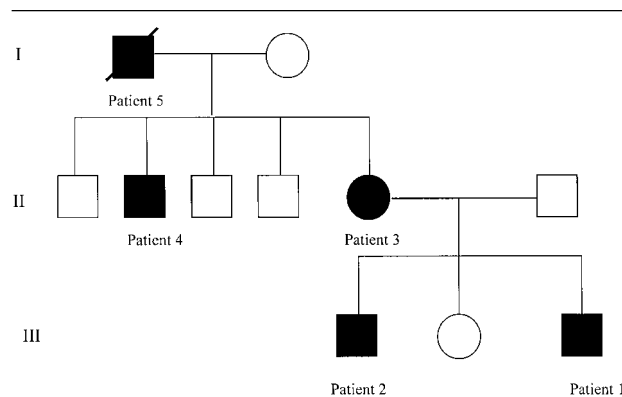 I
Patient 5
II
Patient 4
Patient 3
III
Patient 2
Patient 1